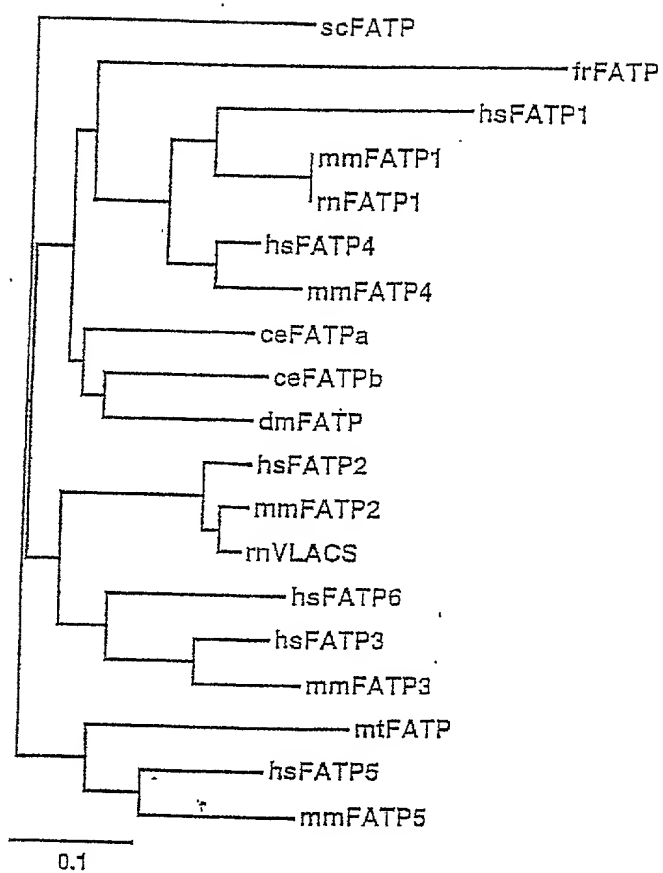 scFATP
frFATP
hsFATP1
mmFATP1
rnFATP1
hsFATP4
mmFATP4
ceFATPa
ceFATPb
dmFATP
hsFATP2
mmFATP2
rnVLACS
hsFATP6
hsFATP3
mmFATP3
mtFATP
hsFATP5
mmFATP5
0.1